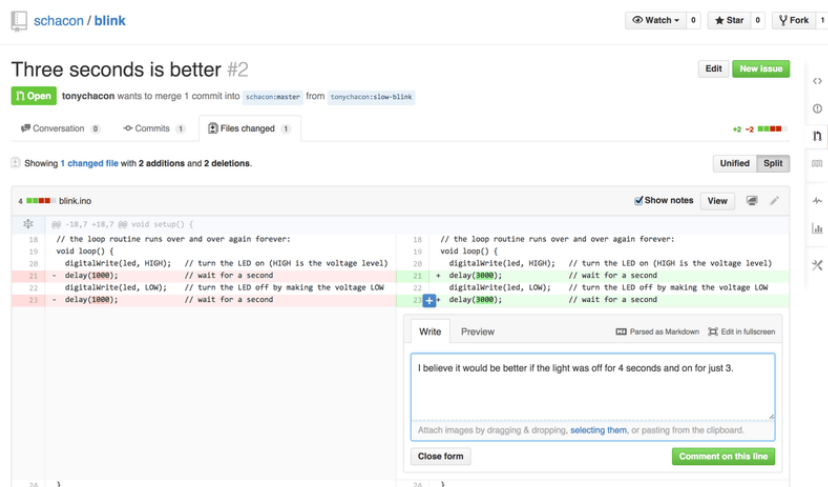 schacon / blink
Watch 0 Star 0 Fork 1
Three seconds is better #2
Edit New issue
Open tonychacon wants to merge 1 commit into schacon:master from tonychacon:slow-blink
Conversation 0 Commits 1 Files changed 1
+2 −2
Showing 1 changed file with 2 additions and 2 deletions.
Unified Split
4 blink.ino
Show notes View
@@ -18,7 +18,7 @@ void setup() {
18 // the loop routine runs over and over again forever: 18 // the loop routine runs over and over again forever:
19 void loop() { 19 void loop() {
20 digitalWrite(led, HIGH); // turn the LED on (HIGH is the voltage level) 20 digitalWrite(led, HIGH); // turn the LED on (HIGH is the voltage level)
21 - delay(1000); // wait for a second 21 + delay(3000); // wait for a second
22 digitalWrite(led, LOW); // turn the LED off by making the voltage LOW 22 digitalWrite(led, LOW); // turn the LED off by making the voltage LOW
23 - delay(1000); // wait for a second 23 + delay(3000); // wait for a second
Write Preview Parsed as Markdown Edit in fullscreen
I believe it would be better if the light was off for 4 seconds and on for just 3.
Attach images by dragging & dropping, selecting them, or pasting from the clipboard.
Close form Comment on this line
24 } 24 }